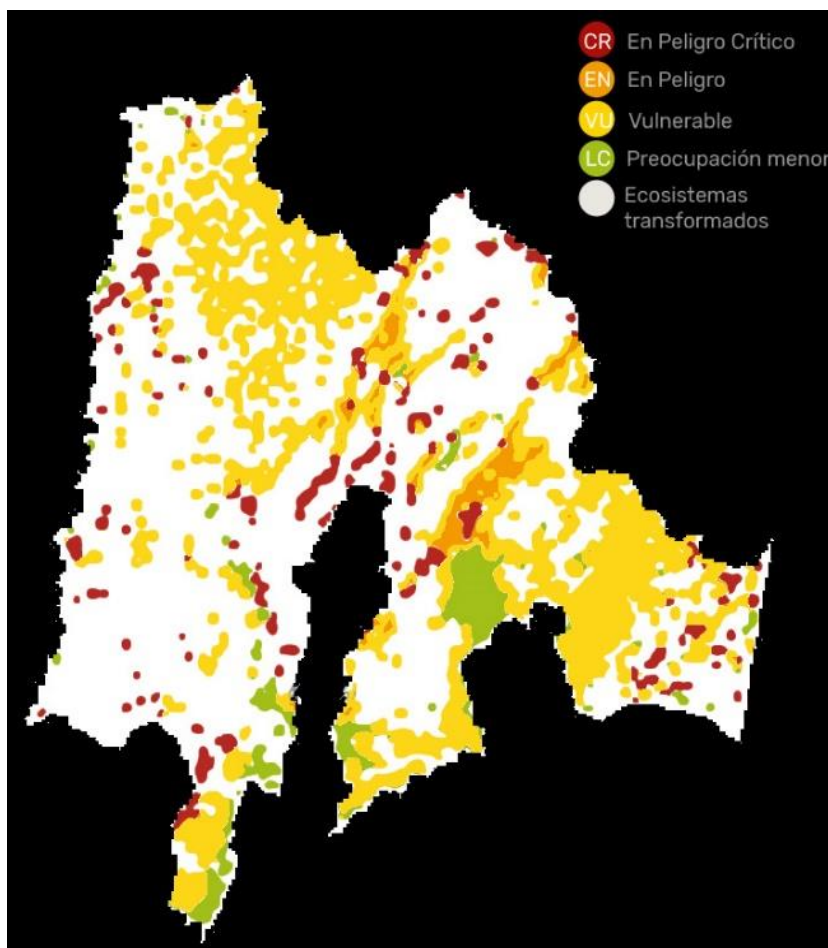 CR En Peligro Crítico
EN En Peligro
VU Vulnerable
LC Preocupación menor
Ecosistemas
transformados